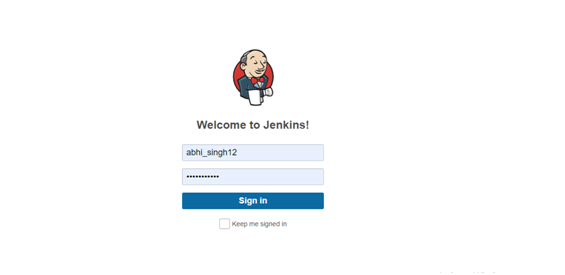 Welcome to Jenkins!
abhi_singh12
•••••••••••
Sign in
Keep me signed in